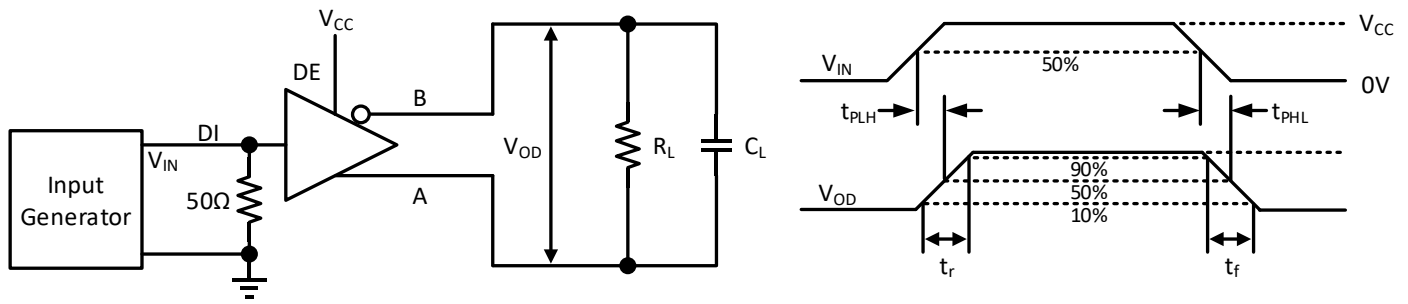 V_CC
DE
B
DI
V_IN
Input
Generator
50Ω
A
V_OD
R_L
C_L
V_CC
V_IN
50%
0V
t_PLH
t_PHL
90%
V_OD
50%
10%
t_r
t_f